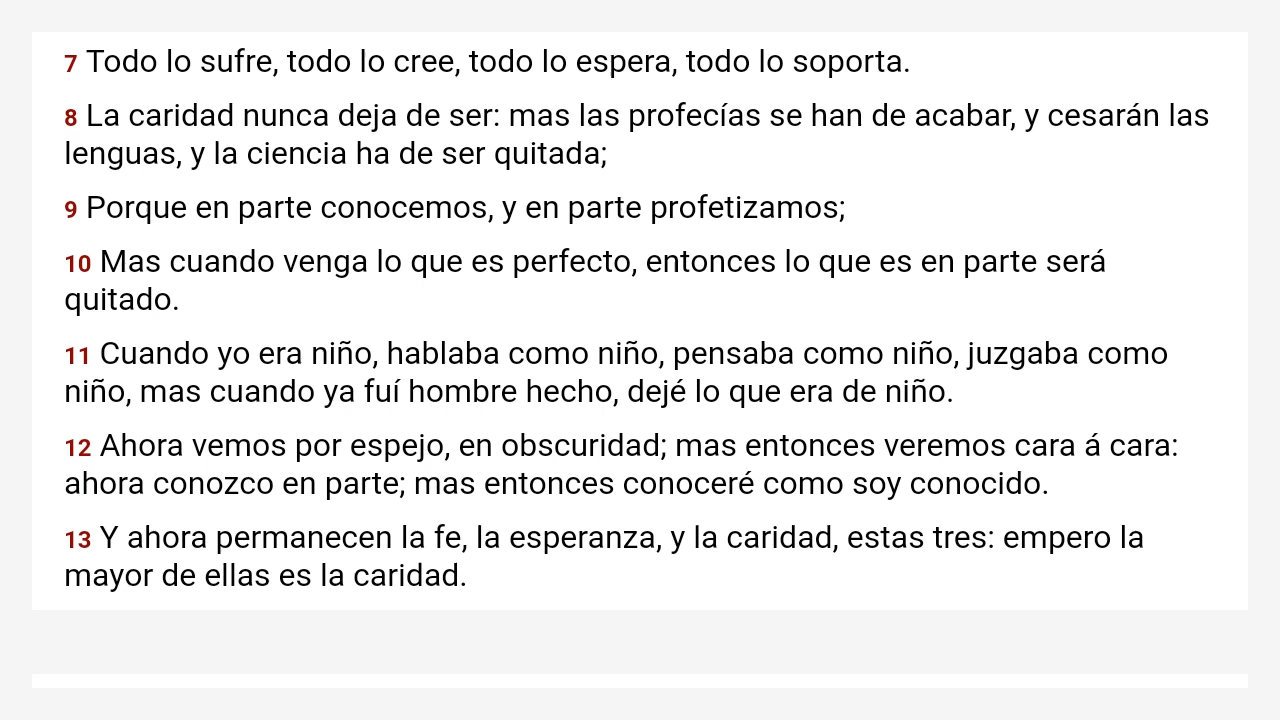 7 Todo lo sufre, todo lo cree, todo lo espera, todo lo soporta.
8 La caridad nunca deja de ser: mas las profecías se han de acabar, y cesarán las
lenguas, y la ciencia ha de ser quitada;
9 Porque en parte conocemos, y en parte profetizamos;
10 Mas cuando venga lo que es perfecto, entonces lo que es en parte será
quitado.
11 Cuando yo era niño, hablaba como niño, pensaba como niño, juzgaba como
niño, mas cuando ya fuí hombre hecho, dejé lo que era de niño.
12 Ahora vemos por espejo, en obscuridad; mas entonces veremos cara á cara:
ahora conozco en parte; mas entonces conoceré como soy conocido.
13 Y ahora permanecen la fe, la esperanza, y la caridad, estas tres: empero la
mayor de ellas es la caridad.